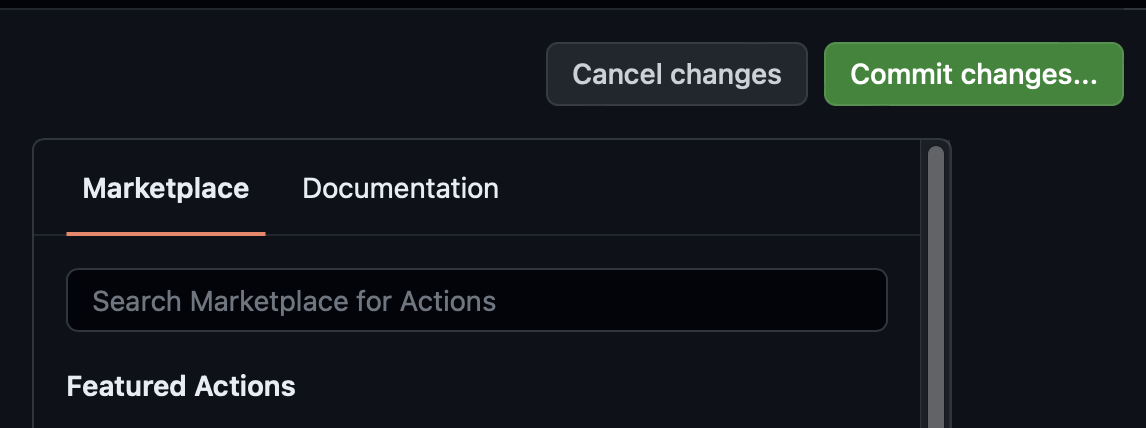 Cancel changes Commit changes...
Marketplace Documentation
Search Marketplace for Actions
Featured Actions